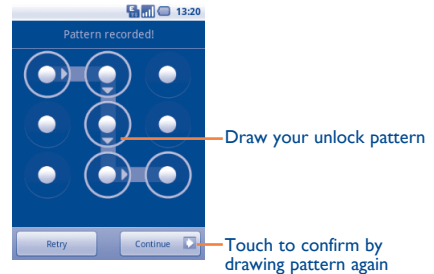 13:20
Pattern recorded!
Draw your unlock pattern
Retry
Continue
Touch to confirm by
drawing pattern again